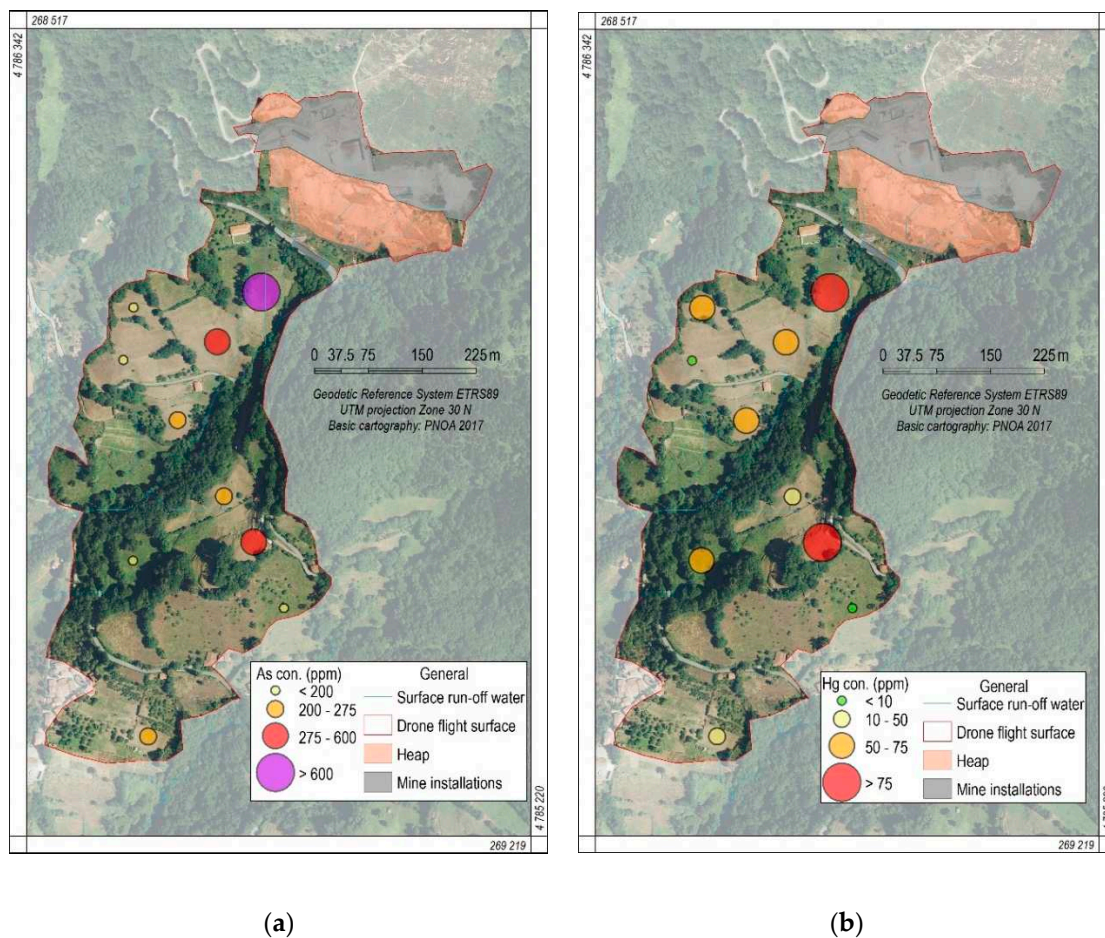 268 517
4 786 342
0 37.5 75 150 225 m
Geodetic Reference System ETRS89
UTM projection Zone 30 N
Basic cartography: PNOA 2017
As con. (ppm)
< 200
200 - 275
275 - 600
> 600
General
Surface run-off water
Drone flight surface
Heap
Mine installations
4 785 220
269 219
(a)
268 517
4 786 342
0 37.5 75 150 225 m
Geodetic Reference System ETRS89
UTM projection Zone 30 N
Basic cartography: PNOA 2017
Hg con. (ppm)
< 10
10 - 50
50 - 75
> 75
General
Surface run-off water
Drone flight surface
Heap
Mine installations
269 219
(b)